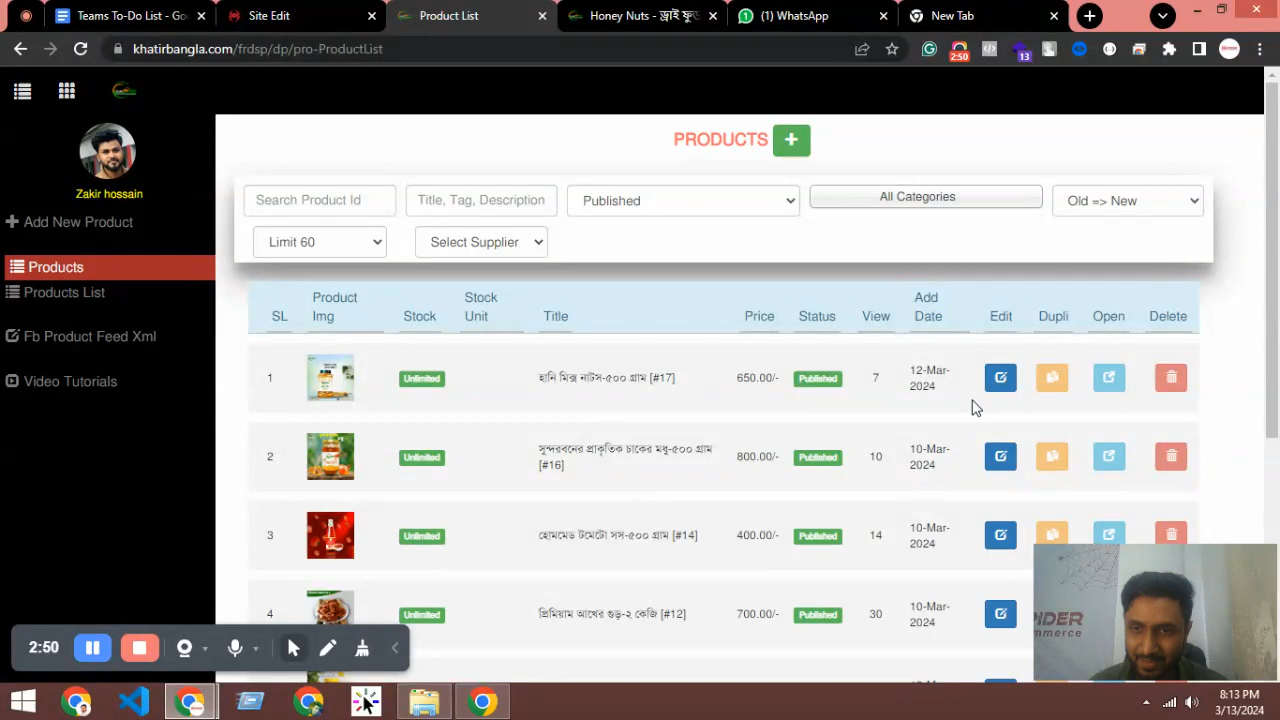 Teams To-Do List - Go
Site Edit
Product List
Honey Nuts - ড্রাই ফুড
(1) WhatsApp
New Tab
khatirbangla.com/frdsp/dp/pro-ProductList
2:50
13
Zakir hossain
Add New Product
Products
Products List
Fb Product Feed Xml
Video Tutorials
PRODUCTS +
Search Product Id
Title, Tag, Description
Published
All Categories
Old => New
Limit 60
Select Supplier
SL
Product
Img
Stock
Stock
Unit
Title
Price
Status
View
Add
Date
Edit
Dupli
Open
Delete
1
Unlimited
হানি মিক্স নাটস-৫০০ গ্রাম [#17]
650.00/-
Published
7
12-Mar-
2024
2
Unlimited
সুন্দরবনের প্রাকৃতিক চাকের মধু-৫০০ গ্রাম
[#16]
800.00/-
Published
10
10-Mar-
2024
3
Unlimited
হোমমেড টমেটো সস-৫০০ গ্রাম [#14]
400.00/-
Published
14
10-Mar-
2024
4
Unlimited
প্রিমিয়াম আখের গুড়-২ কেজি [#12]
700.00/-
Published
30
10-Mar-
2024
PIDER
mmerce
2:50
8:13 PM
3/13/2024